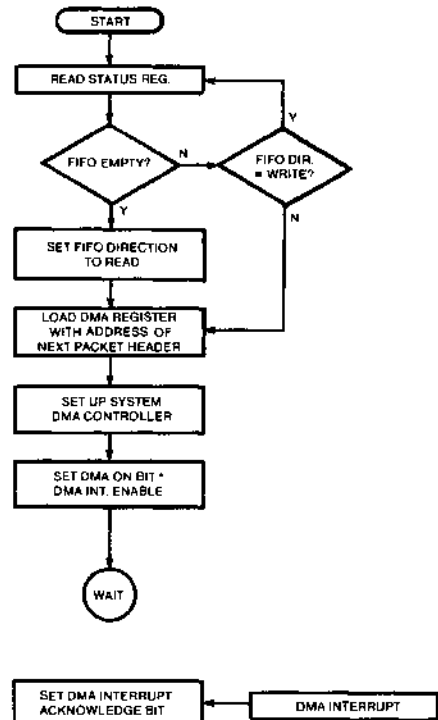 START
READ STATUS REG.
Y
FIFO EMPTY?
N
FIFO DIR.
= WRITE?
Y
N
SET FIFO DIRECTION
TO READ
LOAD DMA REGISTER
WITH ADDRESS OF
NEXT PACKET HEADER
SET UP SYSTEM
DMA CONTROLLER
SET DMA ON BIT *
DMA INT. ENABLE
WAIT
SET DMA INTERRUPT
ACKNOWLEDGE BIT
DMA INTERRUPT